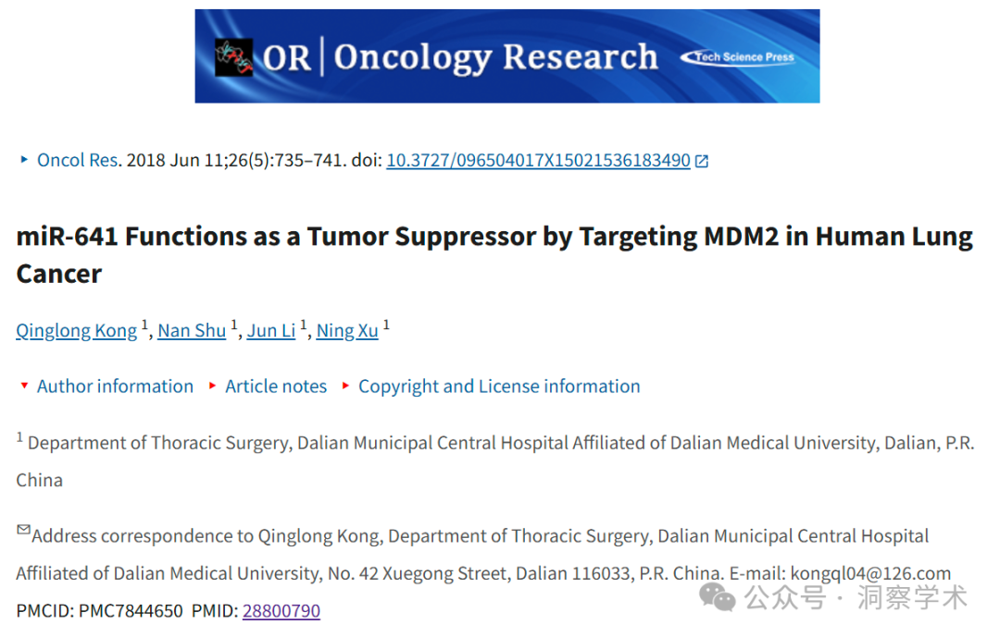 OR | Oncology Research Tech Science Press
Oncol Res. 2018 Jun 11;26(5):735–741. doi: 10.3727/096504017X15021536183490
miR-641 Functions as a Tumor Suppressor by Targeting MDM2 in Human Lung
Cancer
Qinglong Kong 1, Nan Shu 1, Jun Li 1, Ning Xu 1
Author information Article notes Copyright and License information
1 Department of Thoracic Surgery, Dalian Municipal Central Hospital Affiliated of Dalian Medical University, Dalian, P.R.
China
Address correspondence to Qinglong Kong, Department of Thoracic Surgery, Dalian Municipal Central Hospital
Affiliated of Dalian Medical University, No. 42 Xuegong Street, Dalian 116033, P.R. China. E-mail: kongql04@126.com
公众号 · 洞察学术
PMCID: PMC7844650 PMID: 28800790